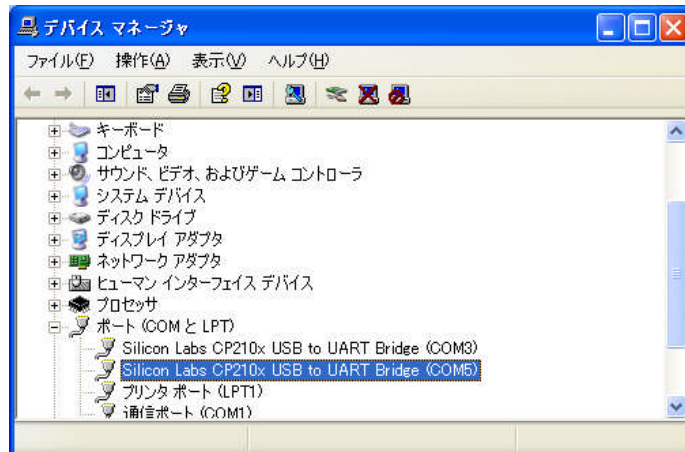 デバイス マネージャ
ファイル(F) 操作(A) 表示(V) ヘルプ(H)
キーボード
コンピュータ
サウンド、ビデオ、およびゲーム コントローラ
システム デバイス
ディスク ドライブ
ディスプレイ アダプタ
ネットワーク アダプタ
ヒューマン インターフェイス デバイス
プロセッサ
ポート (COM と LPT)
Silicon Labs CP210x USB to UART Bridge (COM3)
Silicon Labs CP210x USB to UART Bridge (COM5)
プリンタ ポート (LPT1)
通信ポート (COM1)